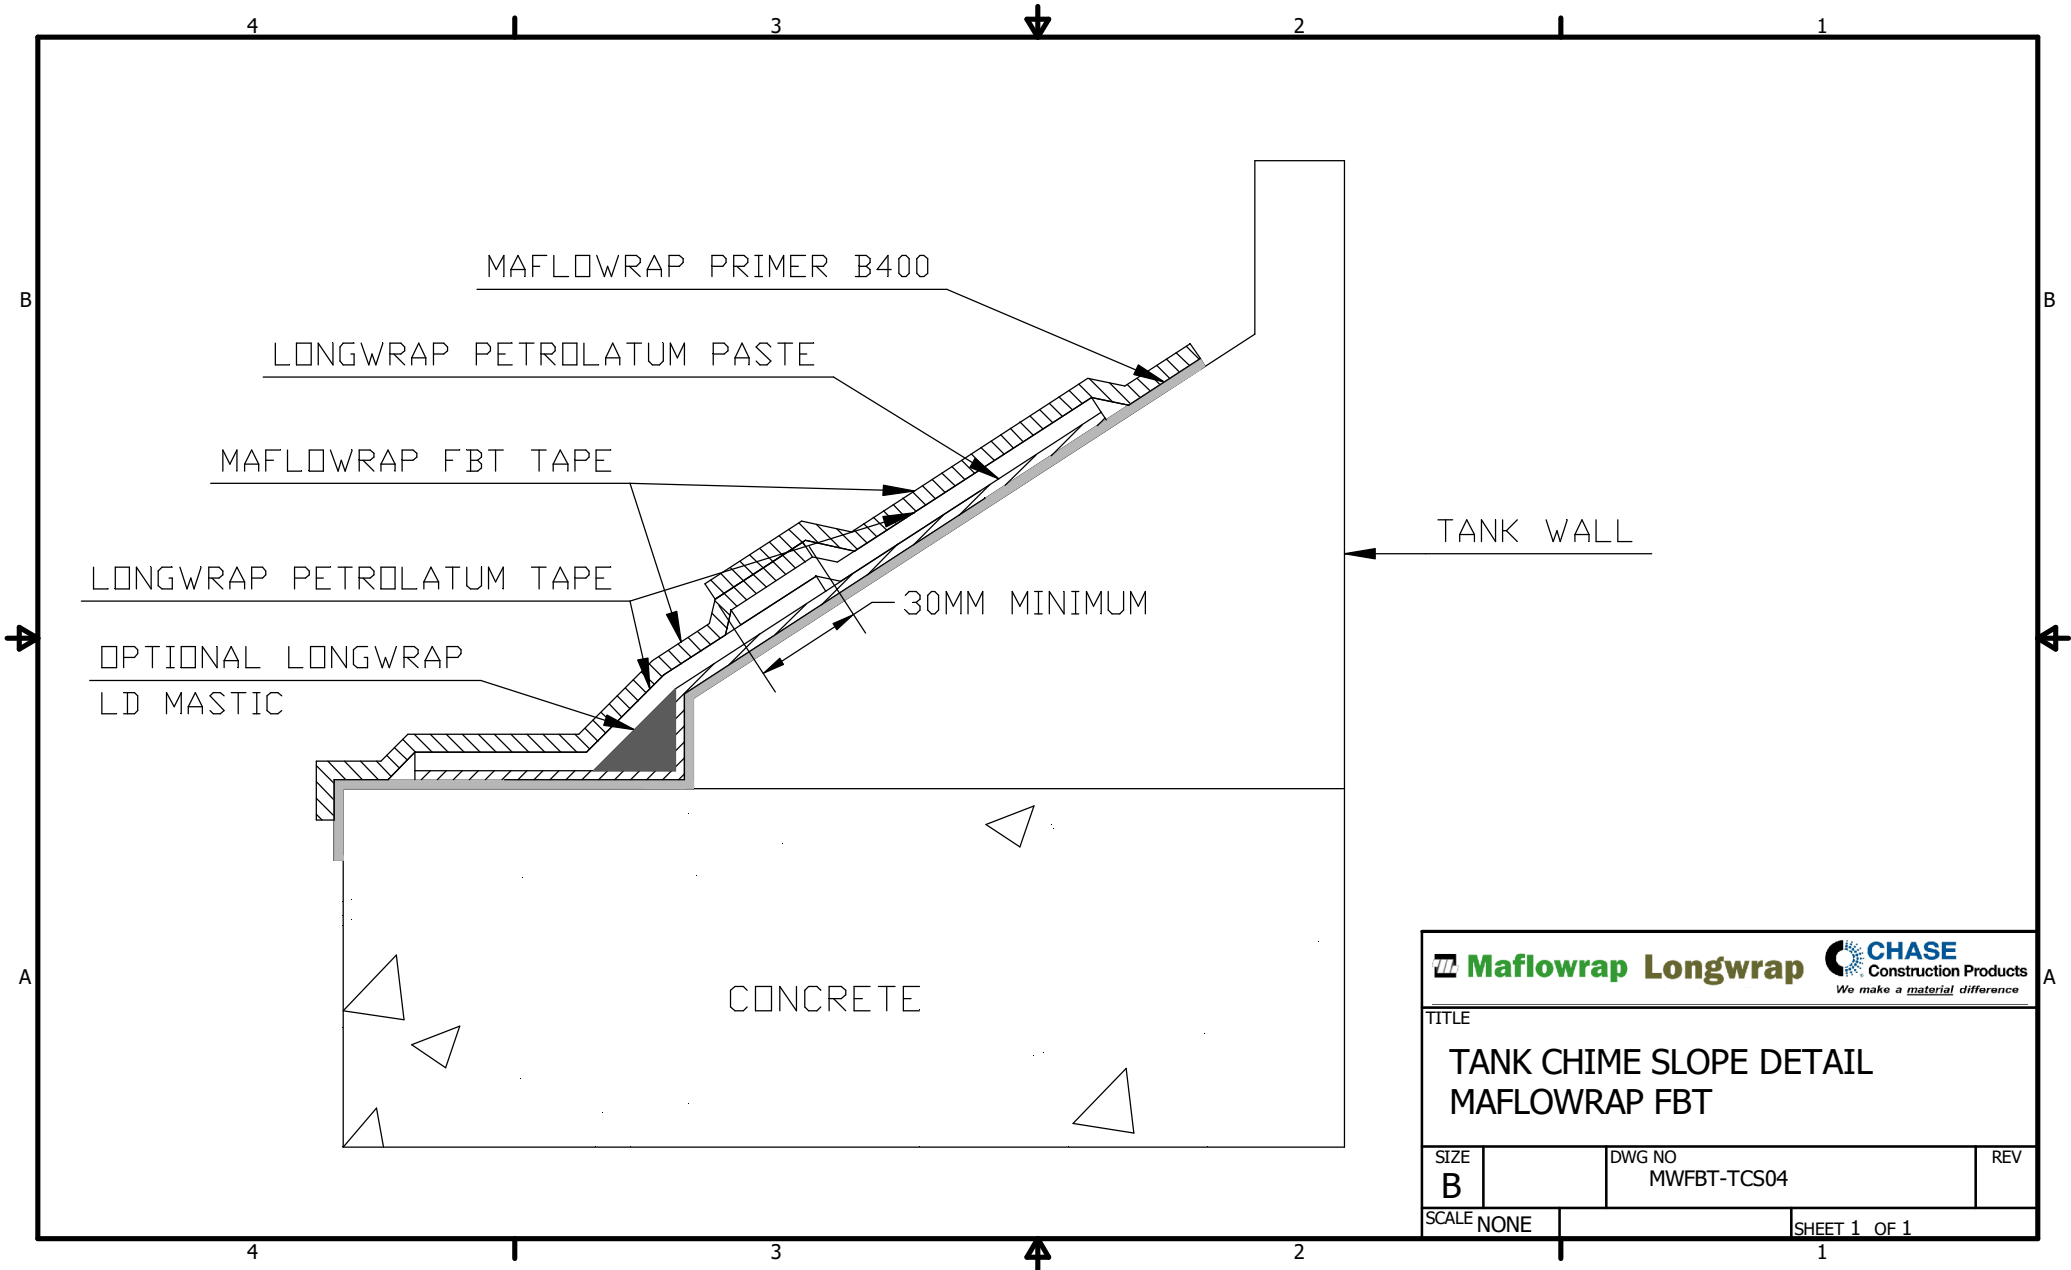 4 3 2 1
MAFLOWRAP PRIMER B400
B B
LONGWRAP PETROLATUM PASTE
MAFLOWRAP FBT TAPE
TANK WALL
LONGWRAP PETROLATUM TAPE
30MM MINIMUM
OPTIONAL LONGWRAP
LD MASTIC
CONCRETE
A A
Maflowrap Longwrap CHASE
Construction Products
We make a material difference
TITLE
TANK CHIME SLOPE DETAIL
MAFLOWRAP FBT
SIZE
B
DWG NO
MWFBT-TCS04
REV
SCALE NONE
SHEET 1 OF 1
4 3 2 1